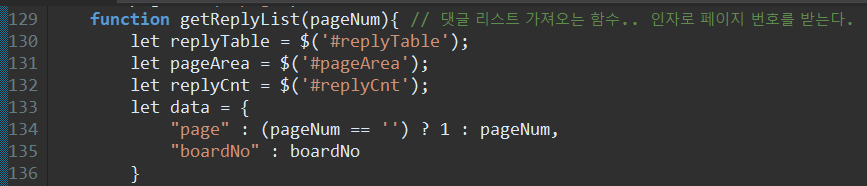 129 function getReplyList(pageNum){ // 댓글 리스트 가져오는 함수.. 인자로 페이지 번호를 받는다.
130 let replyTable = $('#replyTable');
131 let pageArea = $('#pageArea');
132 let replyCnt = $('#replyCnt');
133 let data = {
134 "page" : (pageNum == '') ? 1 : pageNum,
135 "boardNo" : boardNo
136 }